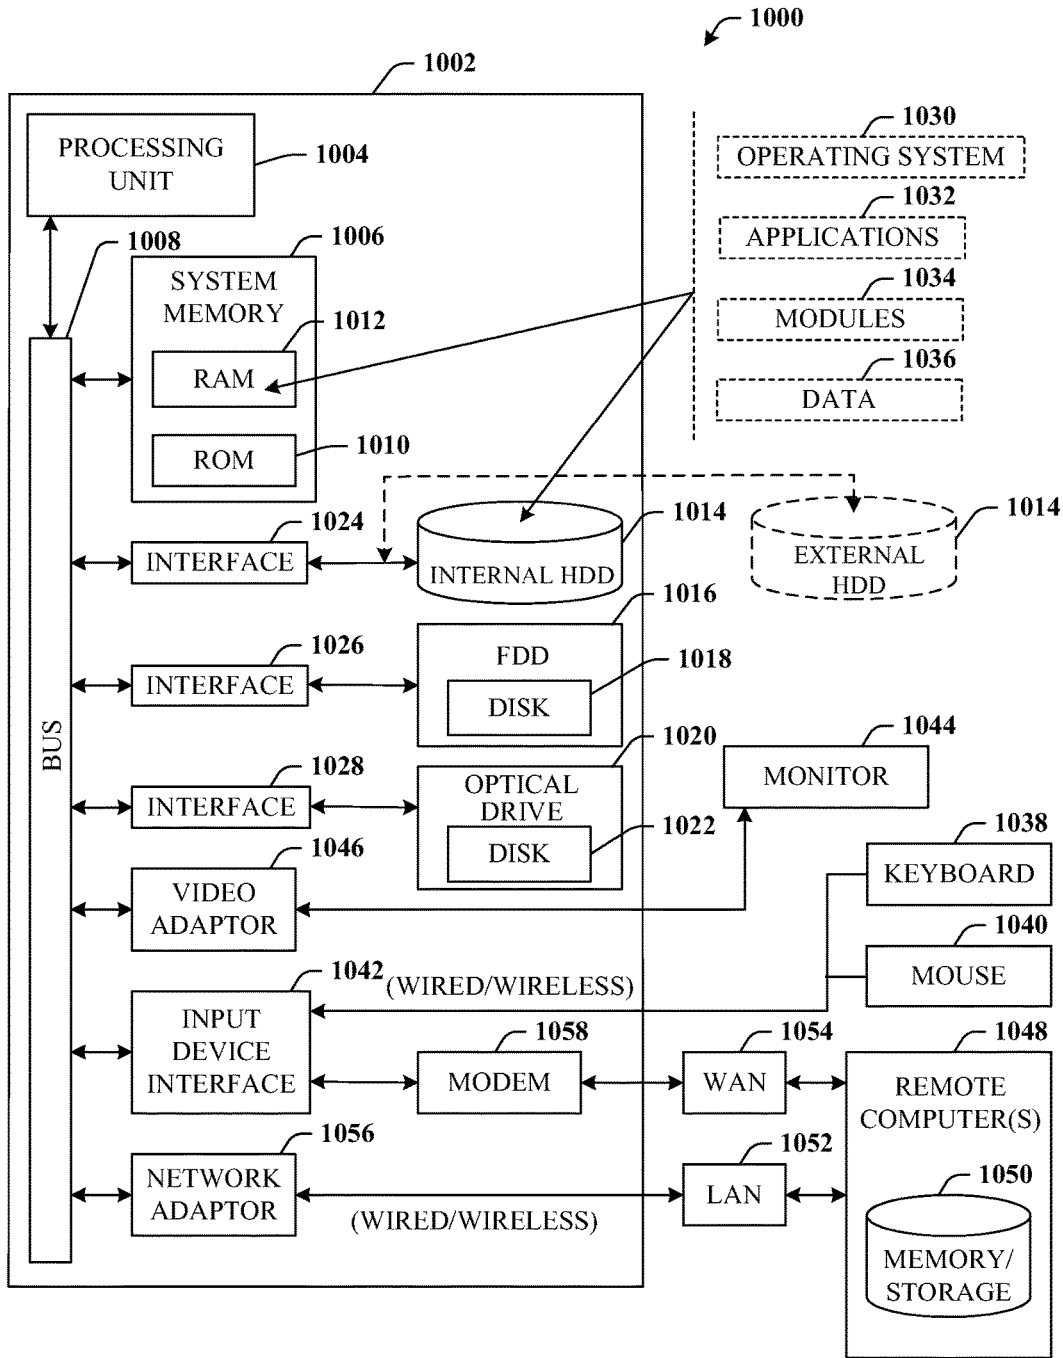 1000
1002
PROCESSING
UNIT
1004
1030
OPERATING SYSTEM
1032
APPLICATIONS
1034
MODULES
1036
DATA
1008
1006
SYSTEM
MEMORY
1012
RAM
1010
ROM
1024
INTERFACE
1014
INTERNAL HDD
1014
EXTERNAL
HDD
1016
FDD
1026
INTERFACE
1018
DISK
BUS
1020
OPTICAL
DRIVE
1028
INTERFACE
1022
DISK
1044
MONITOR
1046
VIDEO
ADAPTOR
1038
KEYBOARD
1040
MOUSE
1042
(WIRED/WIRELESS)
INPUT
DEVICE
INTERFACE
1058
MODEM
1054
WAN
1048
REMOTE
COMPUTER(S)
1056
NETWORK
ADAPTOR
(WIRED/WIRELESS)
1052
LAN
1050
MEMORY/
STORAGE